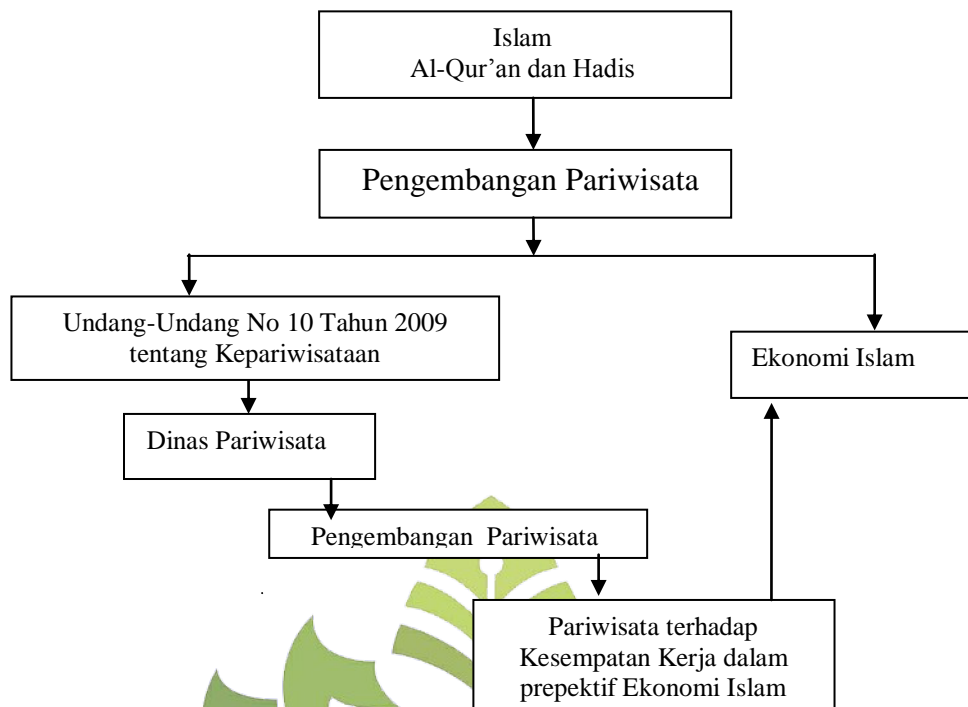 Islam
Al-Qur’an dan Hadis
Pengembangan Pariwisata
Undang-Undang No 10 Tahun 2009
tentang Kepariwisataan
Ekonomi Islam
Dinas Pariwisata
Pengembangan Pariwisata
Pariwisata terhadap
Kesempatan Kerja dalam
prepektif Ekonomi Islam